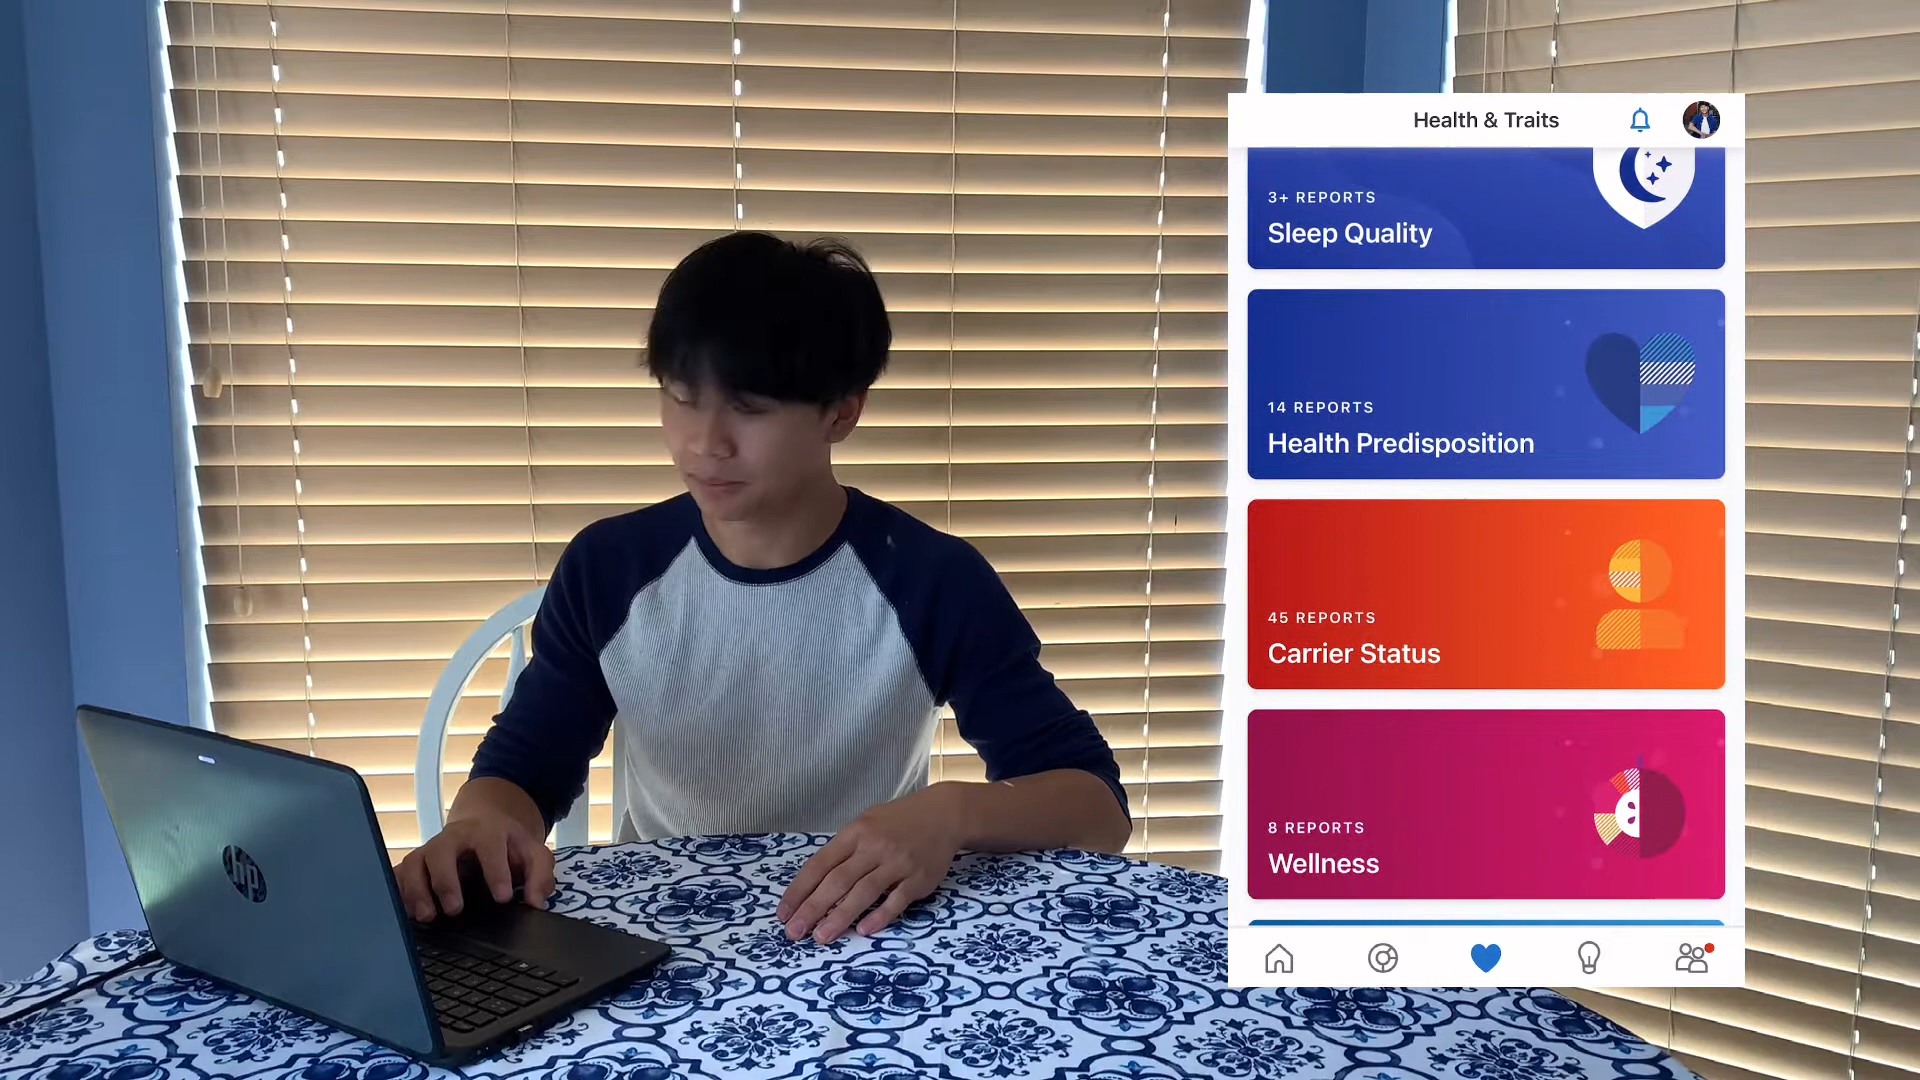 Health & Traits
3+ REPORTS
Sleep Quality
14 REPORTS
Health Predisposition
45 REPORTS
Carrier Status
8 REPORTS
Wellness
hp